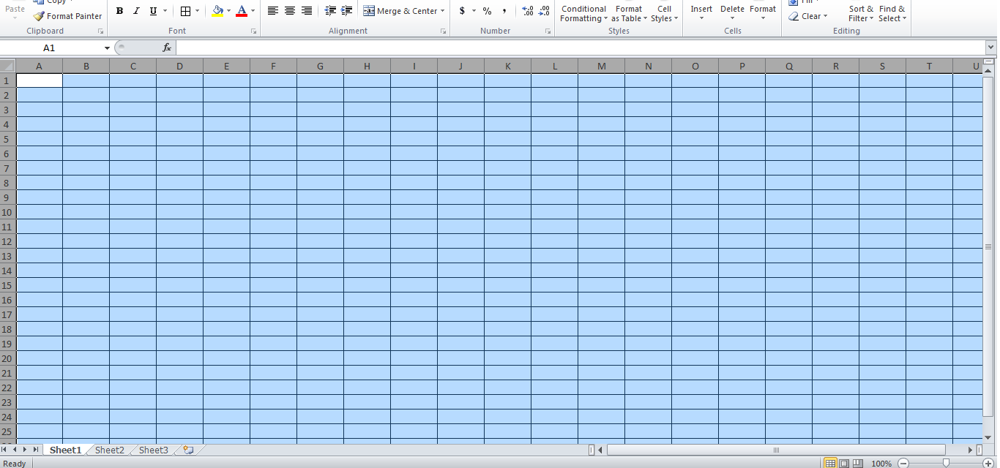 Paste Copy
Format Painter
B I U A Merge & Center $ % , .00 .0 .00
Conditional Formatting Format as Table Cell Styles Insert Delete Format Clear Sort & Filter Find & Select
Clipboard Font Alignment Number Styles Cells Editing
A1 fx
A B C D E F G H I J K L M N O P Q R S T U
1
2
3
4
5
6
7
8
9
10
11
12
13
14
15
16
17
18
19
20
21
22
23
24
25
Sheet1 Sheet2 Sheet3
Ready 100%